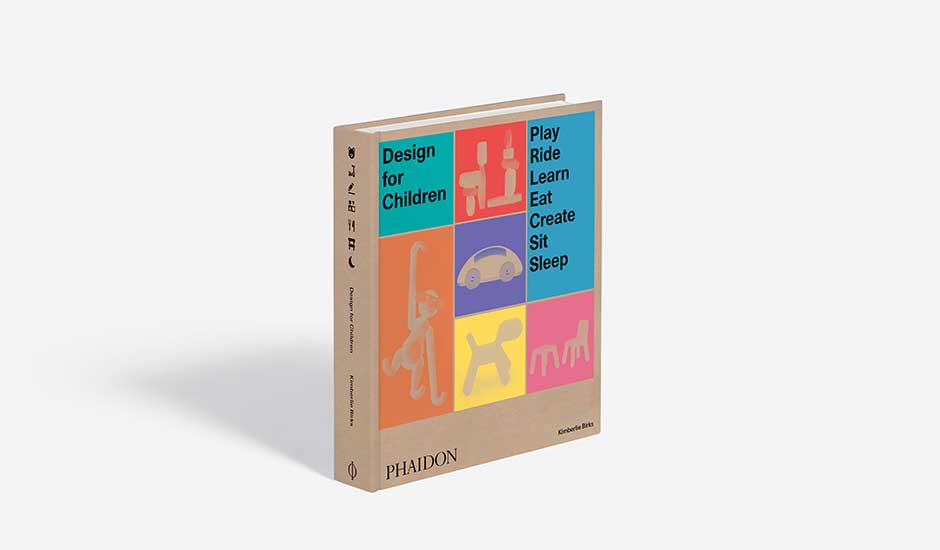 Design
for
Children
Play
Ride
Learn
Eat
Create
Sit
Sleep
Kimberlie Birks
PHAIDON
Design for Children
Kimberlie Birks